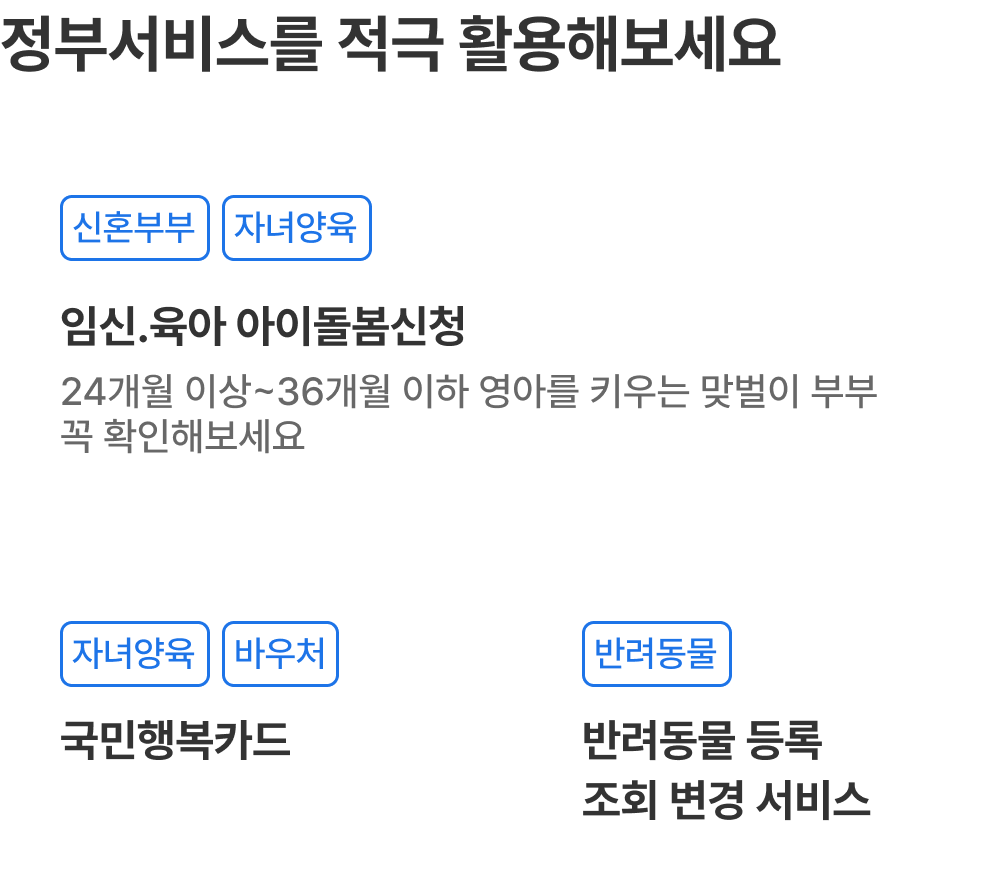 정부서비스를 적극 활용해보세요
신혼부부 자녀양육
임신.육아 아이돌봄신청
24개월 이상~36개월 이하 영아를 키우는 맞벌이 부부
꼭 확인해보세요
자녀양육 바우처
국민행복카드
반려동물
반려동물 등록
조회 변경 서비스